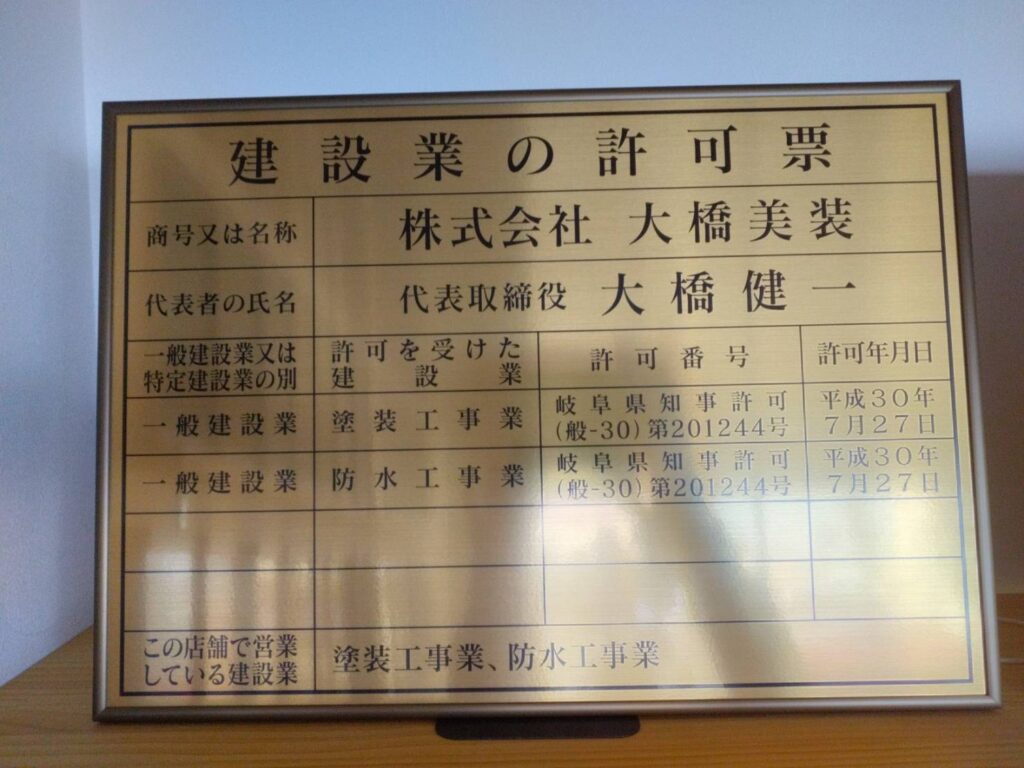 建設業の許可票
商号又は名称 株式会社 大橋美装
代表者の氏名 代表取締役 大橋健一
一般建設業又は
特定建設業の別
許可を受けた
建設業
許可番号
許可年月日
一般建設業
塗装工事業
岐阜県知事許可
(般-30)第201244号
平成30年
7月27日
一般建設業
防水工事業
岐阜県知事許可
(般-30)第201244号
平成30年
7月27日
この店舗で営業
している建設業
塗装工事業、防水工事業